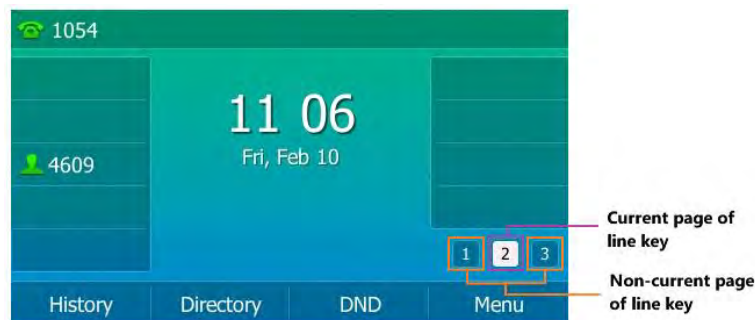 1054
11 06
Fri, Feb 10
4609
1 2 3
Current page of
line key
Non-current page
of line key
History Directory DND Menu